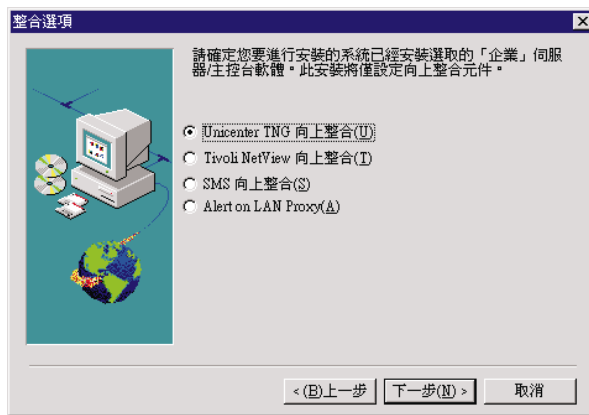 整合選項
請確定您要進行安裝的系統已經安裝選取的「企業」伺服
器/主控台軟體。此安裝將僅設定向上整合元件。
Unicenter TNG 向上整合(U)
Tivoli NetView 向上整合(T)
SMS 向上整合(S)
Alert on LAN Proxy(A)
<(B)上一步 下一步(N)> 取消